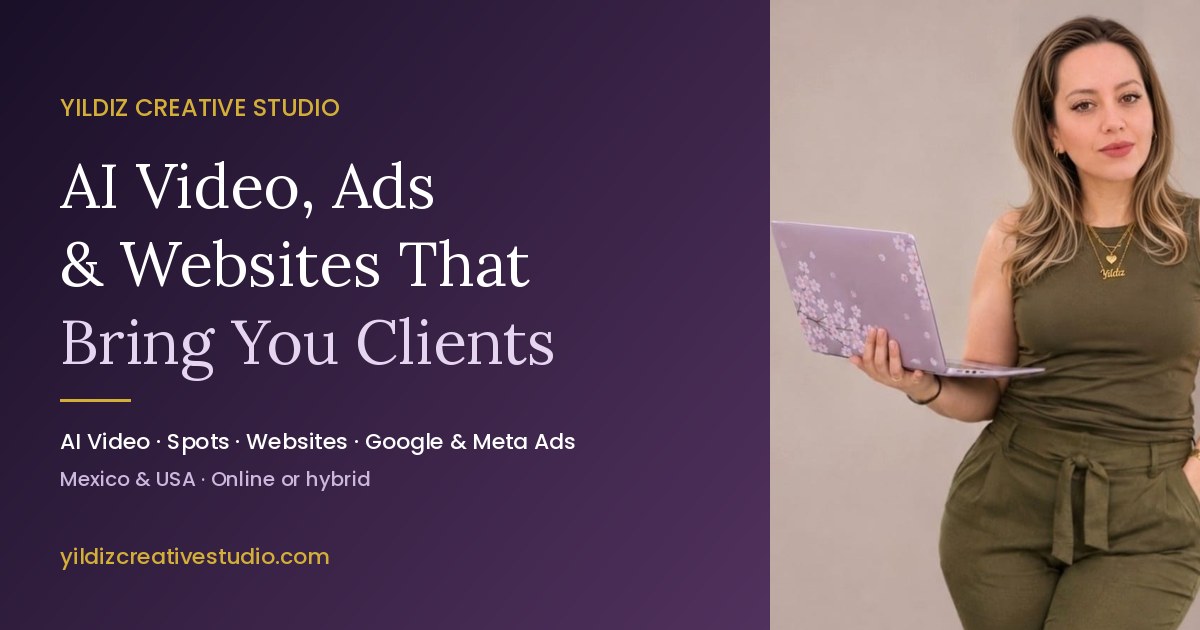 YILDIZ CREATIVE STUDIO
AI Video, Ads
& Websites That
Bring You Clients
AI Video · Spots · Websites · Google & Meta Ads
Mexico & USA · Online or hybrid
yildizcreativestudio.com
Yildiz